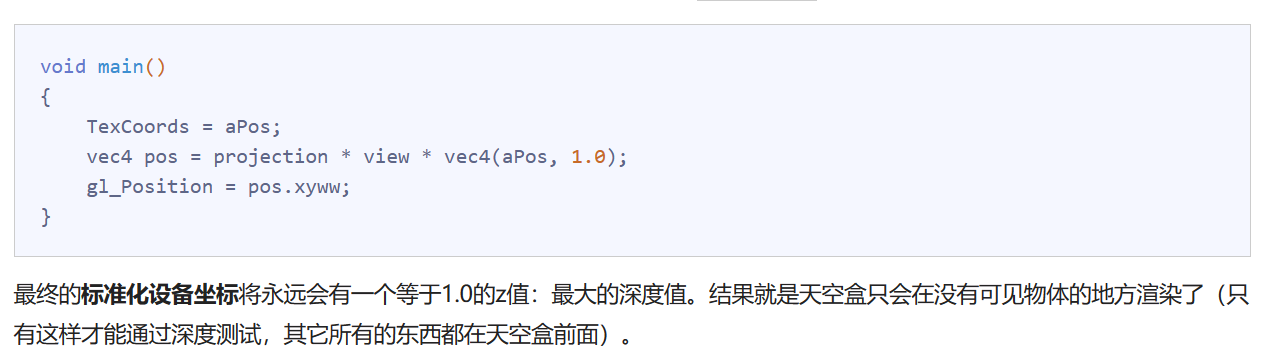 void main()
{
    TexCoords = aPos;
    vec4 pos = projection * view * vec4(aPos, 1.0);
    gl_Position = pos.xyww;
}
最终的标准化设备坐标将永远会有一个等于1.0的z值：最大的深度值。结果就是天空盒只会在没有可见物体的地方渲染了（只
有这样才能通过深度测试，其它所有的东西都在天空盒前面）。